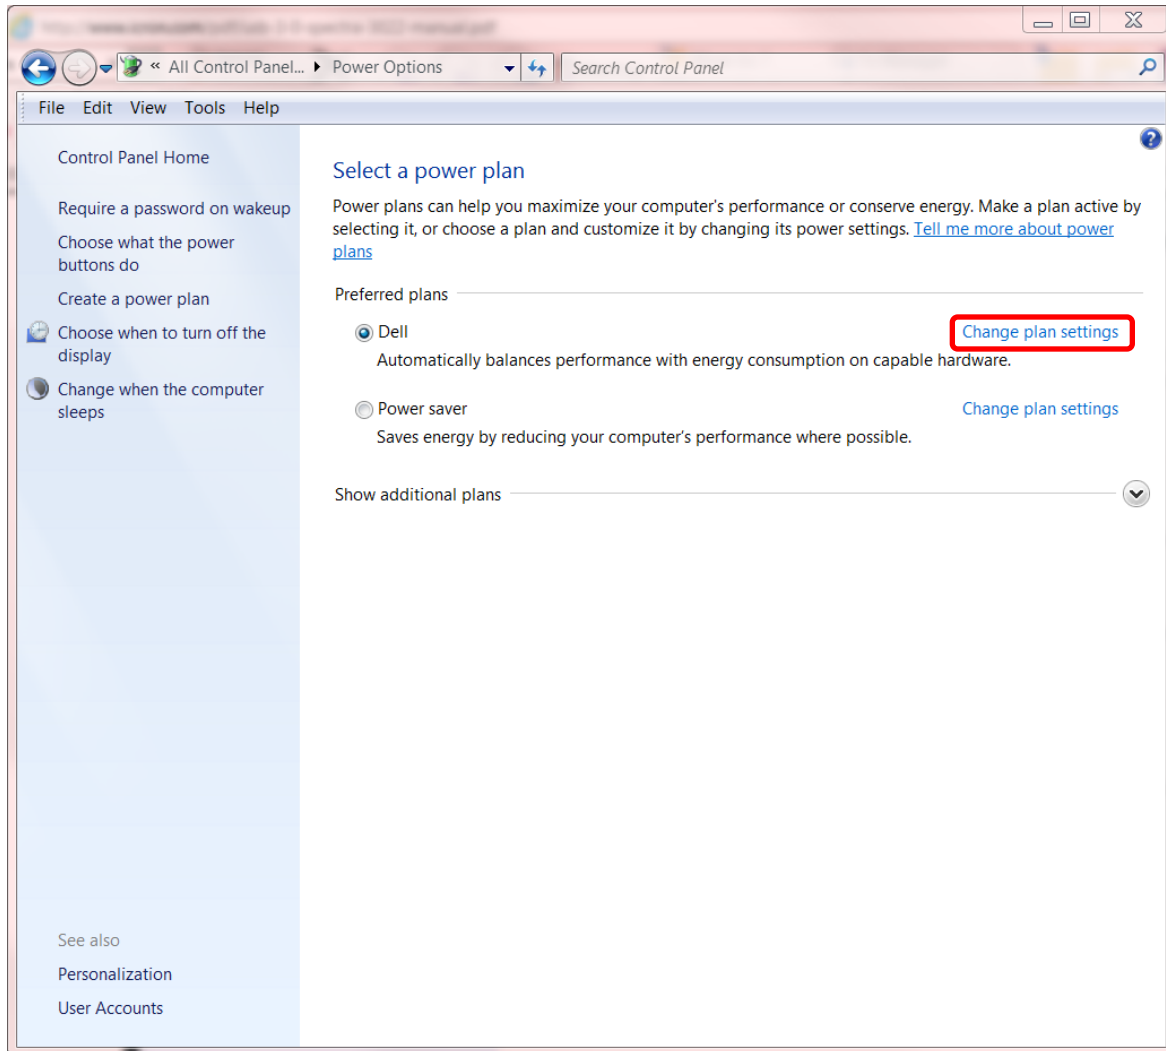 « All Control Panel... ▸ Power Options
Search Control Panel
File Edit View Tools Help
Control Panel Home
Require a password on wakeup
Choose what the power
buttons do
Create a power plan
Choose when to turn off the
display
Change when the computer
sleeps
See also
Personalization
User Accounts
Select a power plan
Power plans can help you maximize your computer's performance or conserve energy. Make a plan active by
selecting it, or choose a plan and customize it by changing its power settings. Tell me more about power
plans
Preferred plans
Dell Change plan settings
Automatically balances performance with energy consumption on capable hardware.
Power saver Change plan settings
Saves energy by reducing your computer's performance where possible.
Show additional plans